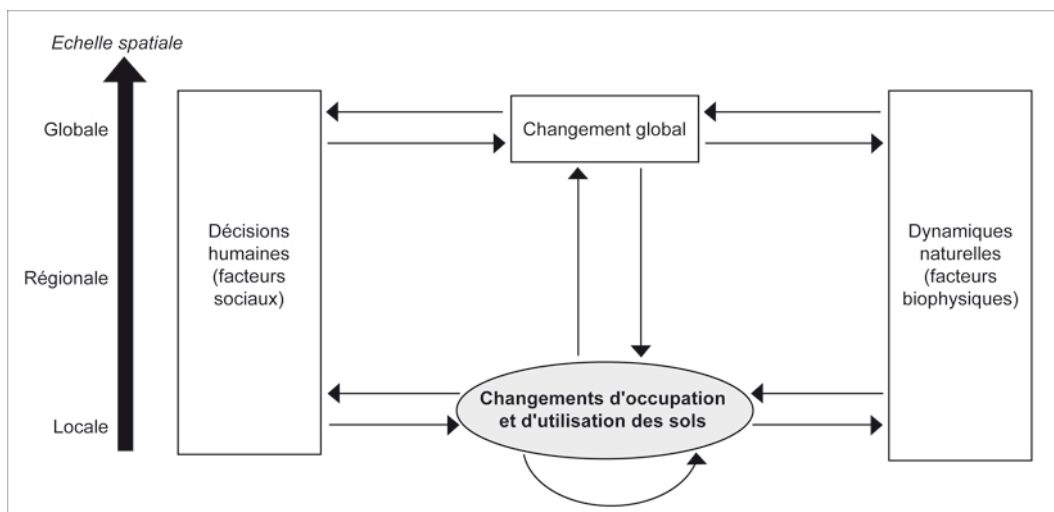 Echelle spatiale
Globale
Régionale
Locale
Décisions
humaines
(facteurs
sociaux)
Changement global
Changements d'occupation
et d'utilisation des sols
Dynamiques
naturelles
(facteurs
biophysiques)